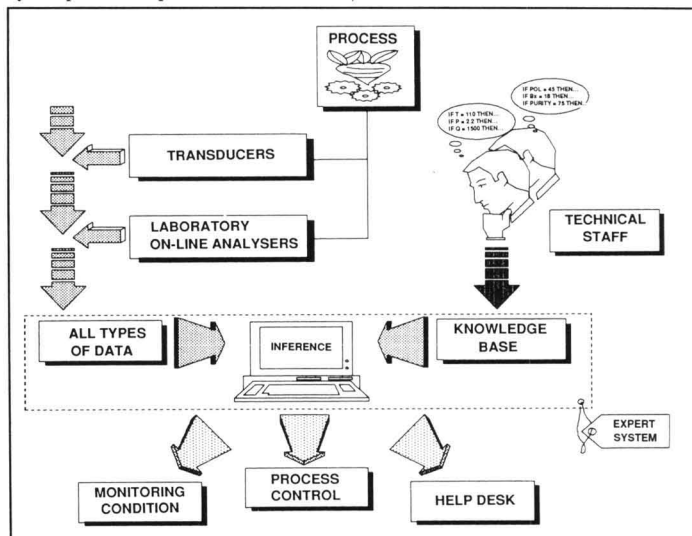 PROCESS
IF POL = 45 THEN...
IF Bx = 18 THEN...
IF PURITY = 75 THEN...
IF T = 110 THEN...
IF P = 2.2 THEN...
IF Q = 1500 THEN...
TRANSDUCERS
LABORATORY
ON-LINE ANALYSERS
TECHNICAL
STAFF
ALL TYPES
OF DATA
INFERENCE
KNOWLEDGE
BASE
EXPERT
SYSTEM
MONITORING
CONDITION
PROCESS
CONTROL
HELP DESK